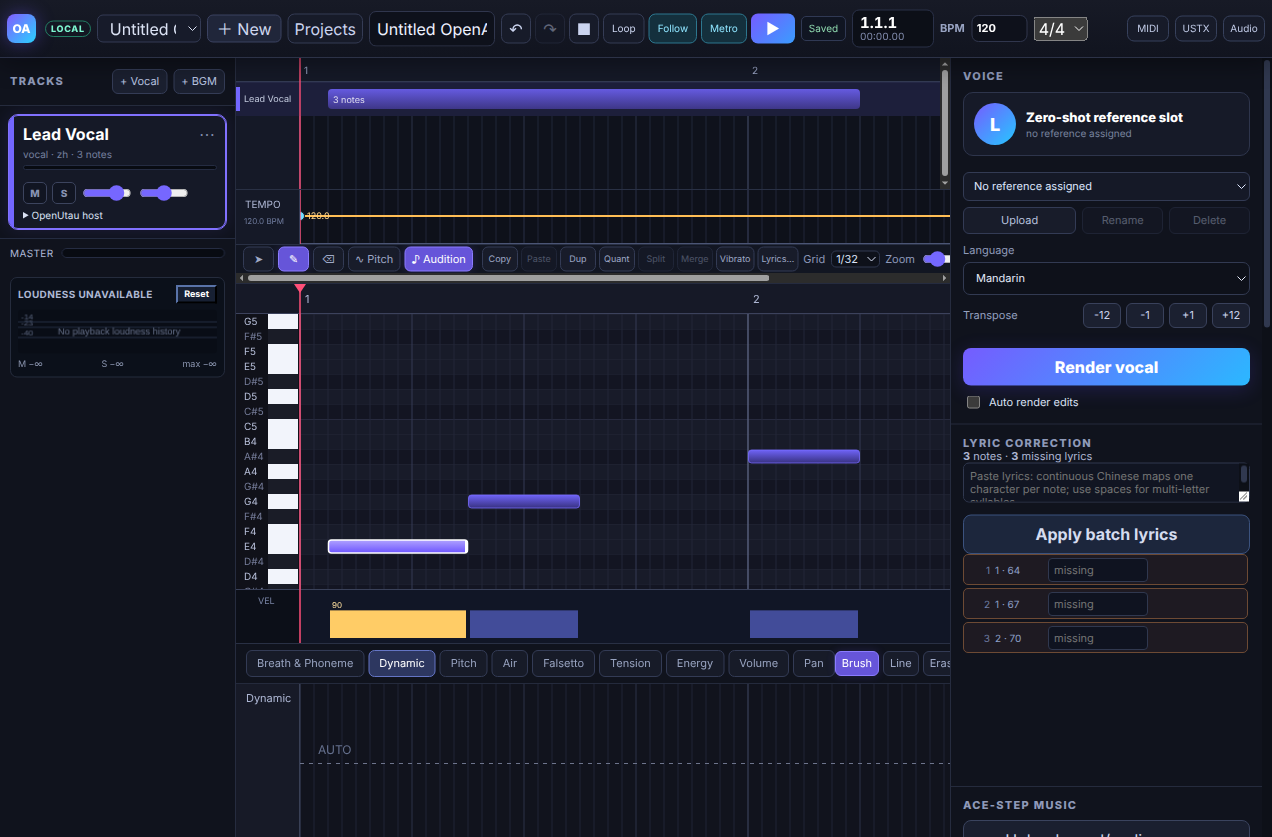 OA LOCAL Untitled ( + New Projects Untitled OpenA Loop Follow Metro Saved 1.1.1 BPM 120 4/4 MIDI USTX Audio
00:00.00
TRACKS + Vocal + BGM
Lead Vocal ...
vocal · zh · 3 notes
M S
OpenUtau host
MASTER
LOUDNESS UNAVAILABLE Reset
-14
-23
-40
No playback loudness history
M −∞ S −∞ max −∞
1 2
Lead Vocal 3 notes
TEMPO
120.0 BPM 120.0
Pitch Audition Copy Paste Dup Quant Split Merge Vibrato Lyrics... Grid 1/32 Zoom
1 2
G5
F#5
F5
E5
D#5
D5
C#5
C5
B4
A#4
A4
G#4
G4
F#4
F4
E4
D#4
D4
VEL 90
Breath & Phoneme Dynamic Pitch Air Falsetto Tension Energy Volume Pan Brush Line Eras
Dynamic
AUTO
VOICE
L Zero-shot reference slot
no reference assigned
No reference assigned
Upload Rename Delete
Language
Mandarin
Transpose -12 -1 +1 +12
Render vocal
Auto render edits
LYRIC CORRECTION
3 notes · 3 missing lyrics
Paste lyrics: continuous Chinese maps one
character per note; use spaces for multi-letter
Apply batch lyrics
1 1 · 64 missing
2 1 · 67 missing
3 2 · 70 missing
ACE-STEP MUSIC